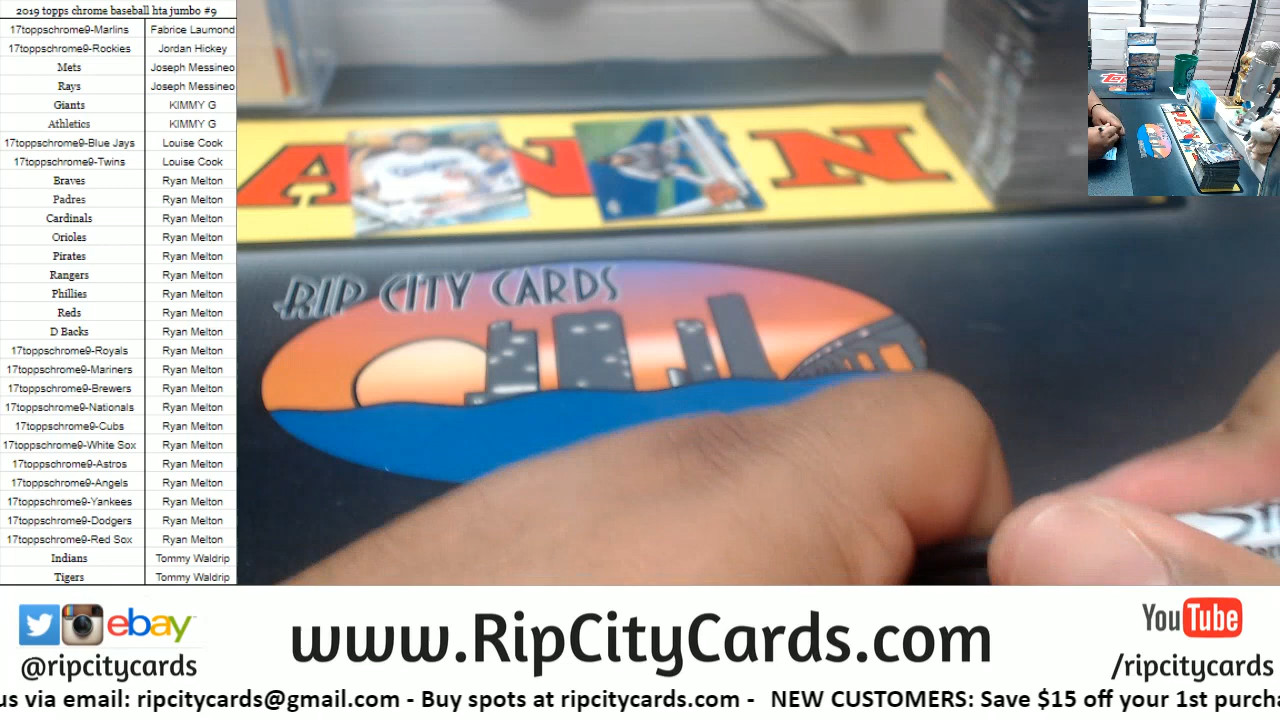 2019 topps chrome baseball hta jumbo #9
17toppschrome9-Marlins Fabrice Laumond
17toppschrome9-Rockies Jordan Hickey
Mets Joseph Messineo
Rays Joseph Messineo
Giants KIMMY G
Athletics KIMMY G
17toppschrome9-Blue Jays Louise Cook
17toppschrome9-Twins Louise Cook
Braves Ryan Melton
Padres Ryan Melton
Cardinals Ryan Melton
Orioles Ryan Melton
Pirates Ryan Melton
Rangers Ryan Melton
Phillies Ryan Melton
Reds Ryan Melton
D Backs Ryan Melton
17toppschrome9-Royals Ryan Melton
17toppschrome9-Mariners Ryan Melton
17toppschrome9-Brewers Ryan Melton
17toppschrome9-Nationals Ryan Melton
17toppschrome9-Cubs Ryan Melton
17toppschrome9-White Sox Ryan Melton
17toppschrome9-Astros Ryan Melton
17toppschrome9-Angels Ryan Melton
17toppschrome9-Yankees Ryan Melton
17toppschrome9-Dodgers Ryan Melton
17toppschrome9-Red Sox Ryan Melton
Indians Tommy Waldrip
Tigers Tommy Waldrip
A N N
RIP CITY CARDS
ebay
@ripcitycards
www.RipCityCards.com
YouTube
/ripcitycards
us via email: ripcitycards@gmail.com - Buy spots at ripcitycards.com - NEW CUSTOMERS: Save $15 off your 1st purcha